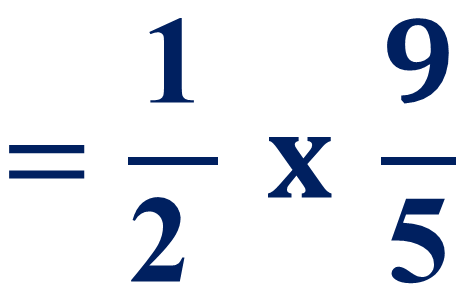 = 1/2 x 9/5